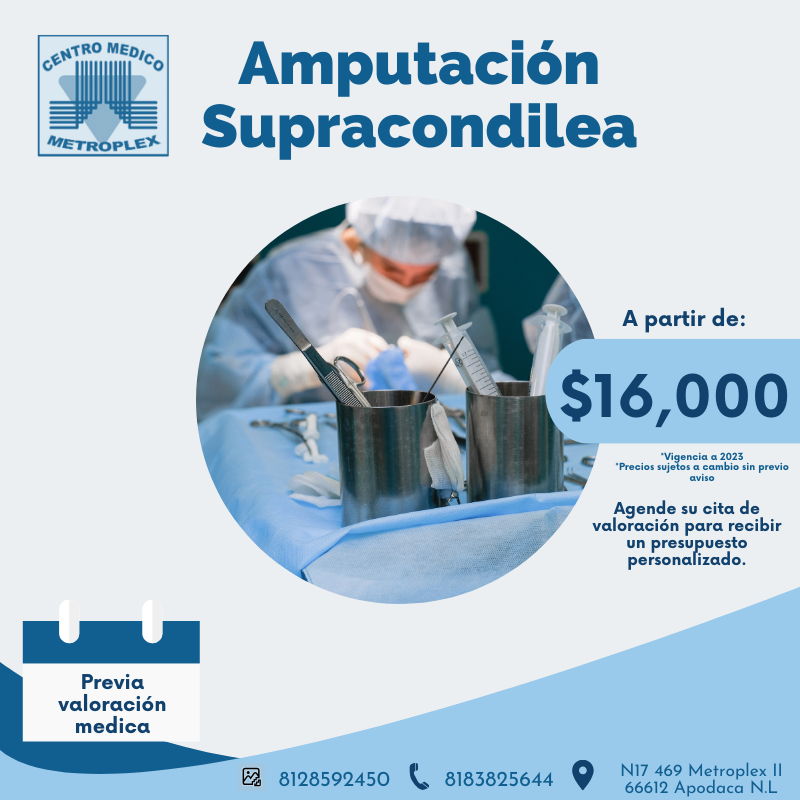 CENTRO MEDICO
METROPLEX
Amputación
Supracondilea
A partir de:
$16,000
*Vigencia a 2023
*Precios sujetos a cambio sin previo
aviso
Agende su cita de
valoración para recibir
un presupuesto
personalizado.
Previa
valoración
medica
8128592450
8183825644
N17 469 Metroplex II
66612 Apodaca N.L